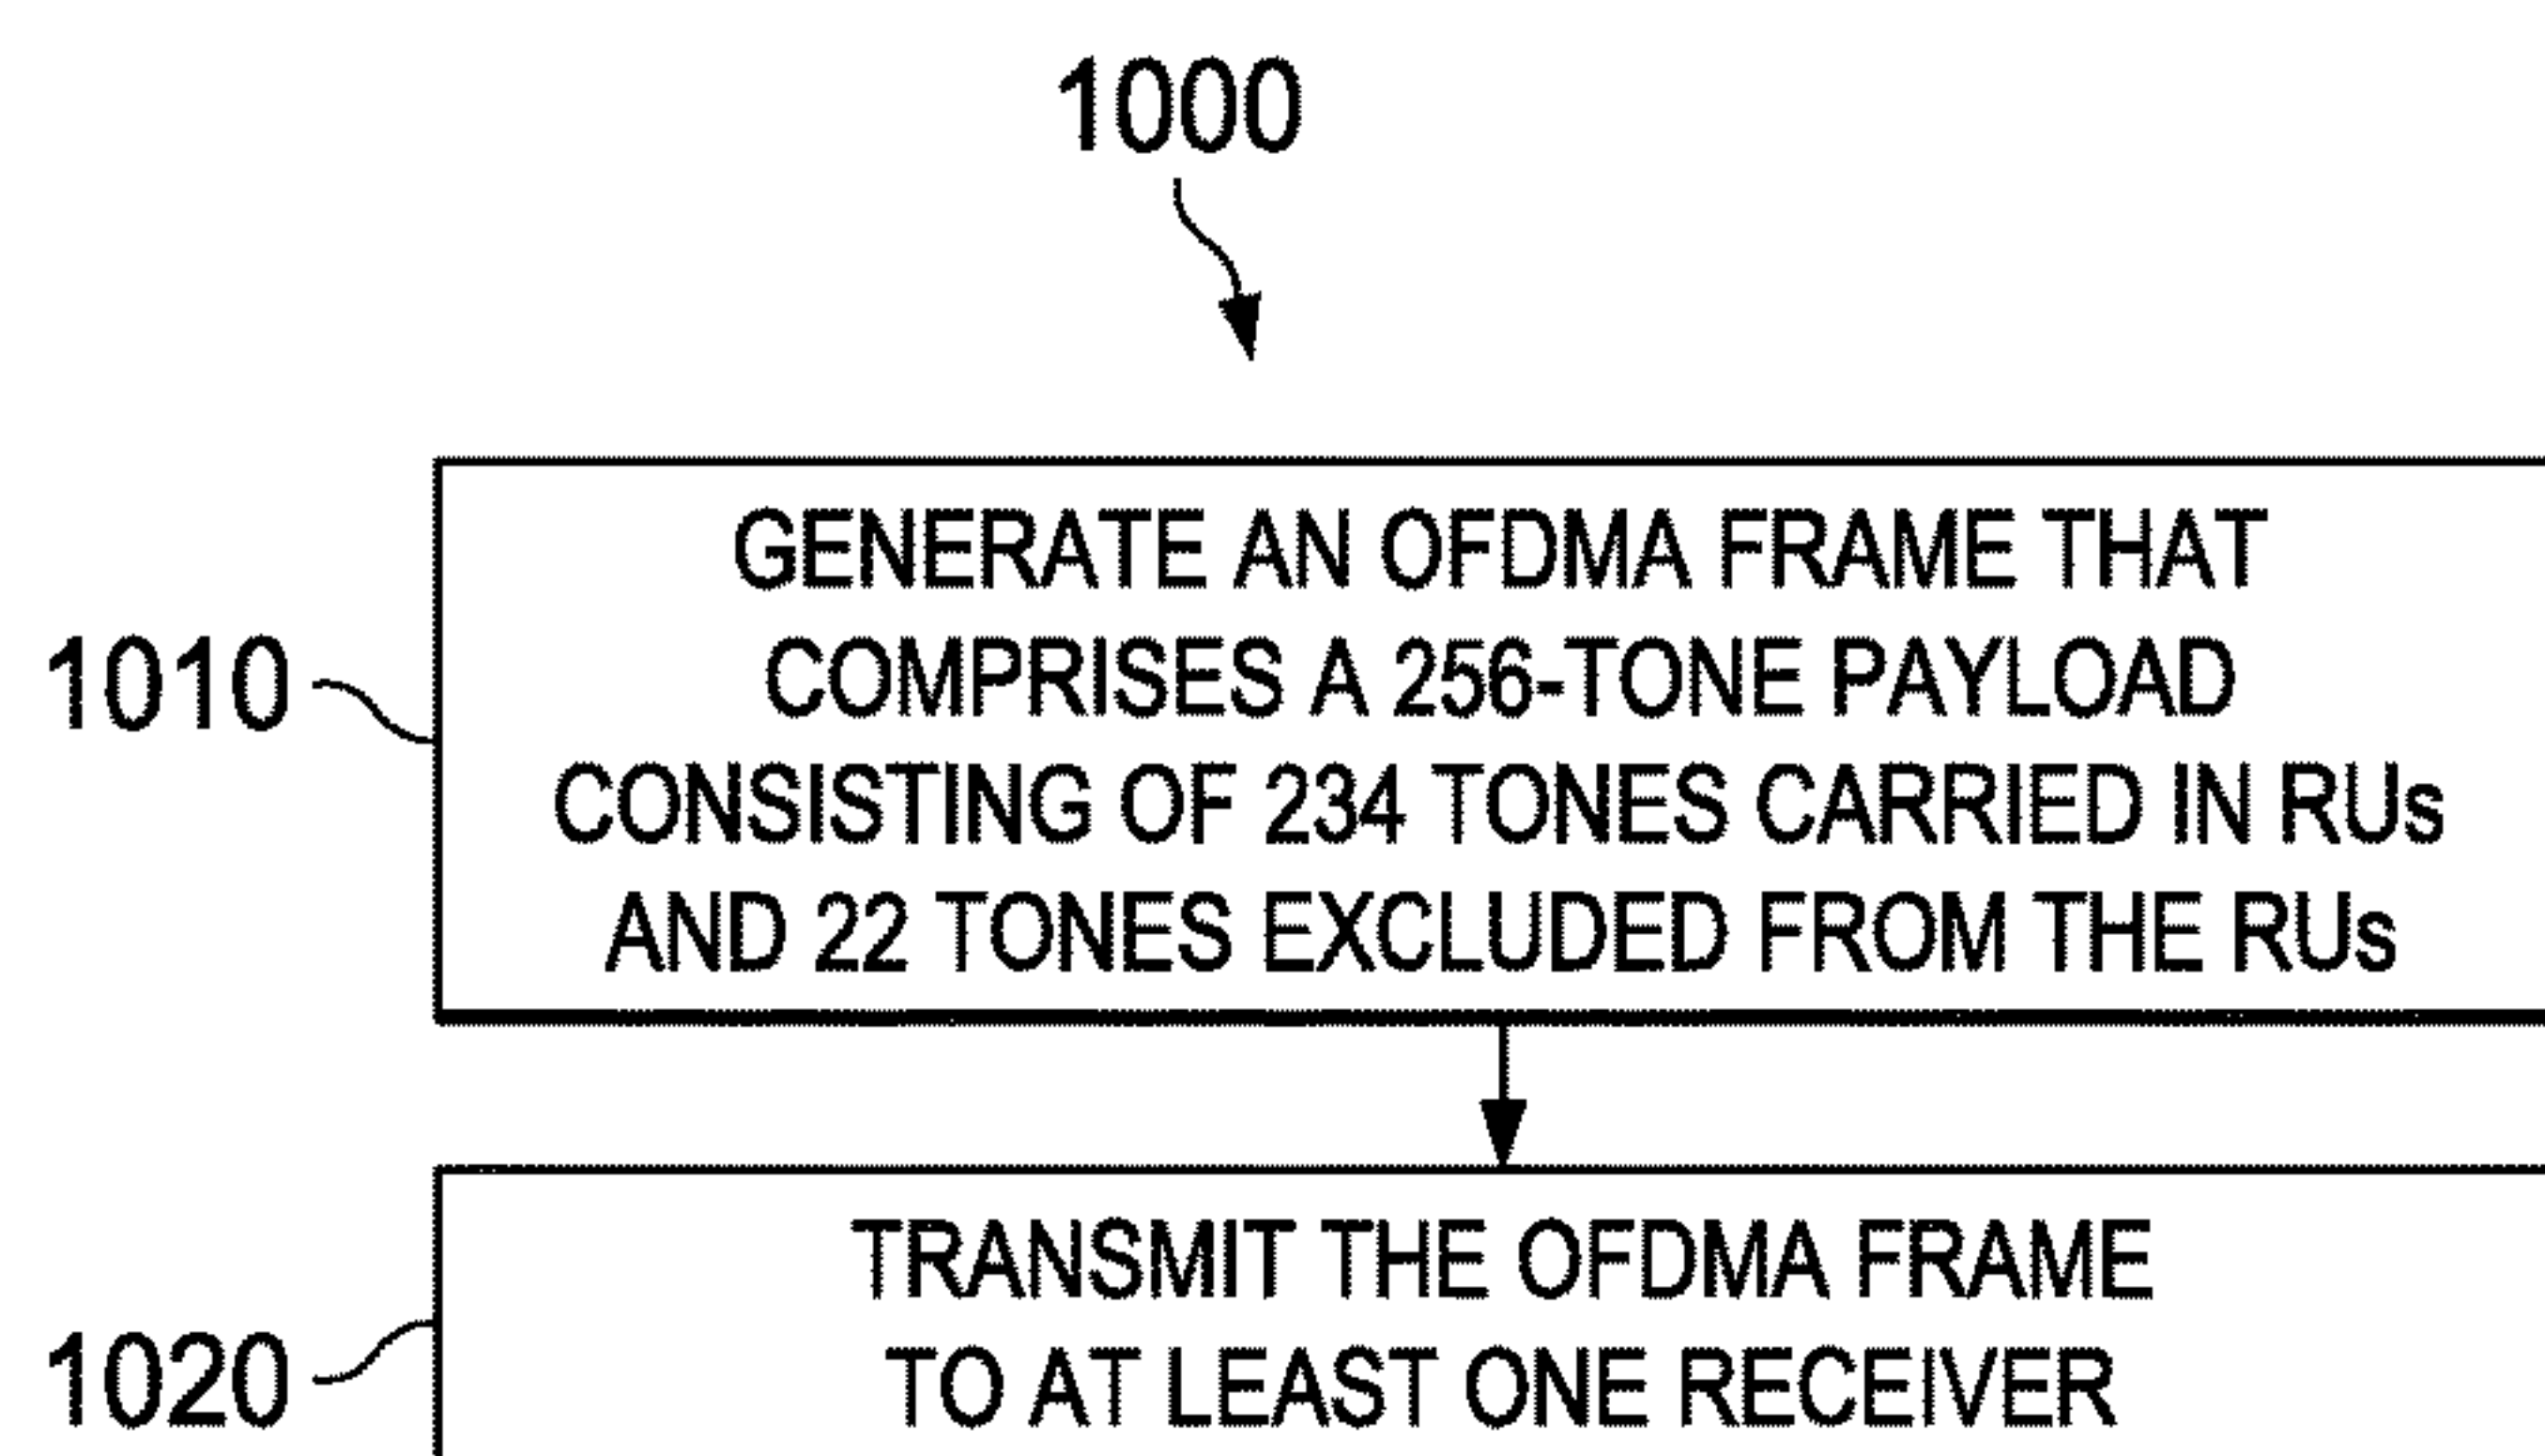 1000
GENERATE AN OFDMA FRAME THAT
COMPRISES A 256-TONE PAYLOAD
1010
CONSISTING OF 234 TONES CARRIED IN RUs
AND 22 TONES EXCLUDED FROM THE RUs
TRANSMIT THE OFDMA FRAME
1020
TO AT LEAST ONE RECEIVER